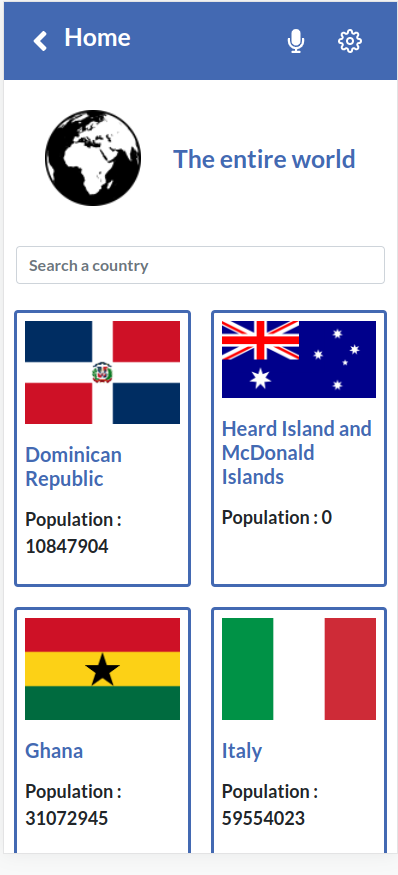 Home
The entire world
Search a country
Dominican
Republic
Population :
10847904
Heard Island and
McDonald
Islands
Population : 0
Ghana
Population :
31072945
Italy
Population :
59554023